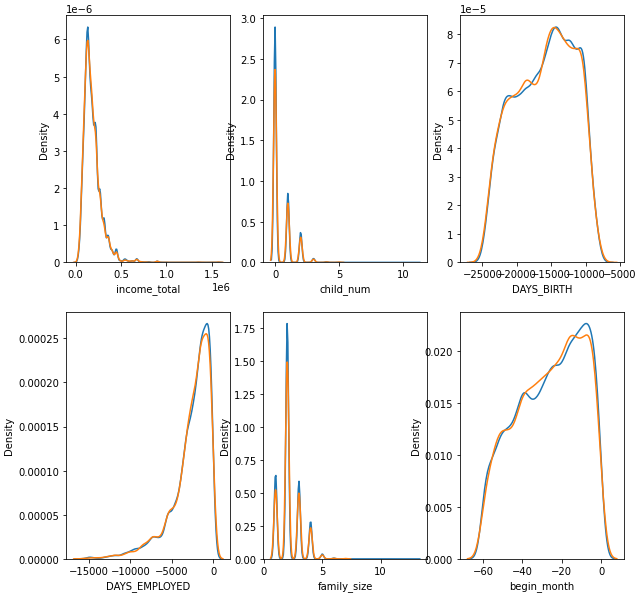 1e−6
6
5
4
3
2
1
0
Density
0.0 0.5 1.0 1.5
1e6
income_total
3.0
2.5
2.0
1.5
1.0
0.5
0.0
Density
0 5 10
child_num
1e−5
8
7
6
5
4
3
2
1
0
Density
−25000 −20000 −15000 −10000 −5000
DAYS_BIRTH
0.00025
0.00020
0.00015
0.00010
0.00005
0.00000
Density
−15000 −10000 −5000 0
DAYS_EMPLOYED
1.75
1.50
1.25
1.00
0.75
0.50
0.25
0.00
Density
0 5 10
family_size
0.020
0.015
0.010
0.005
0.000
Density
−60 −40 −20 0
begin_month